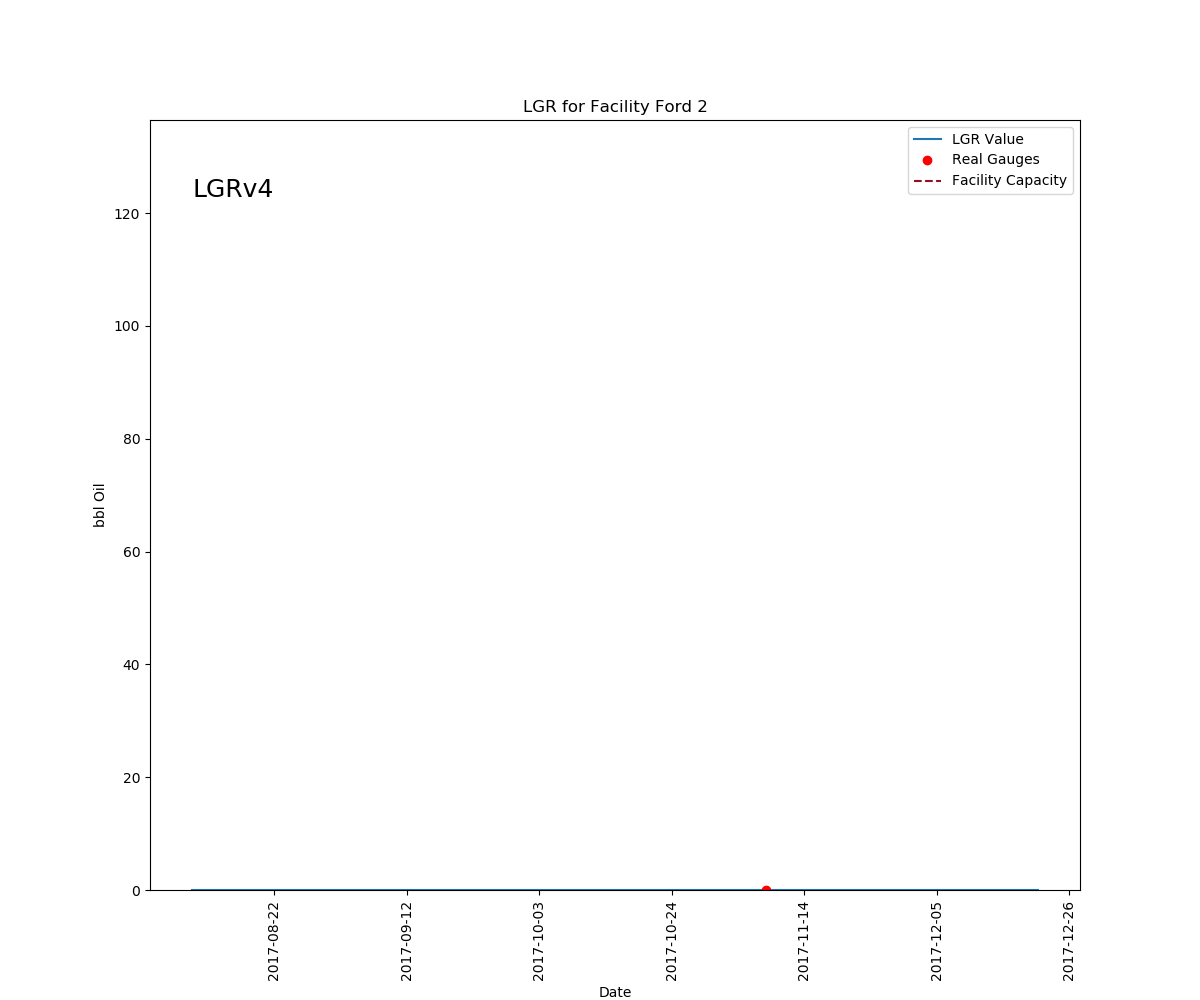 LGR for Facility Ford 2
LGR Value
Real Gauges
Facility Capacity
LGRv4
120
100
80
60
40
20
0
bbl Oil
2017-08-22
2017-09-12
2017-10-03
2017-10-24
2017-11-14
2017-12-05
2017-12-26
Date